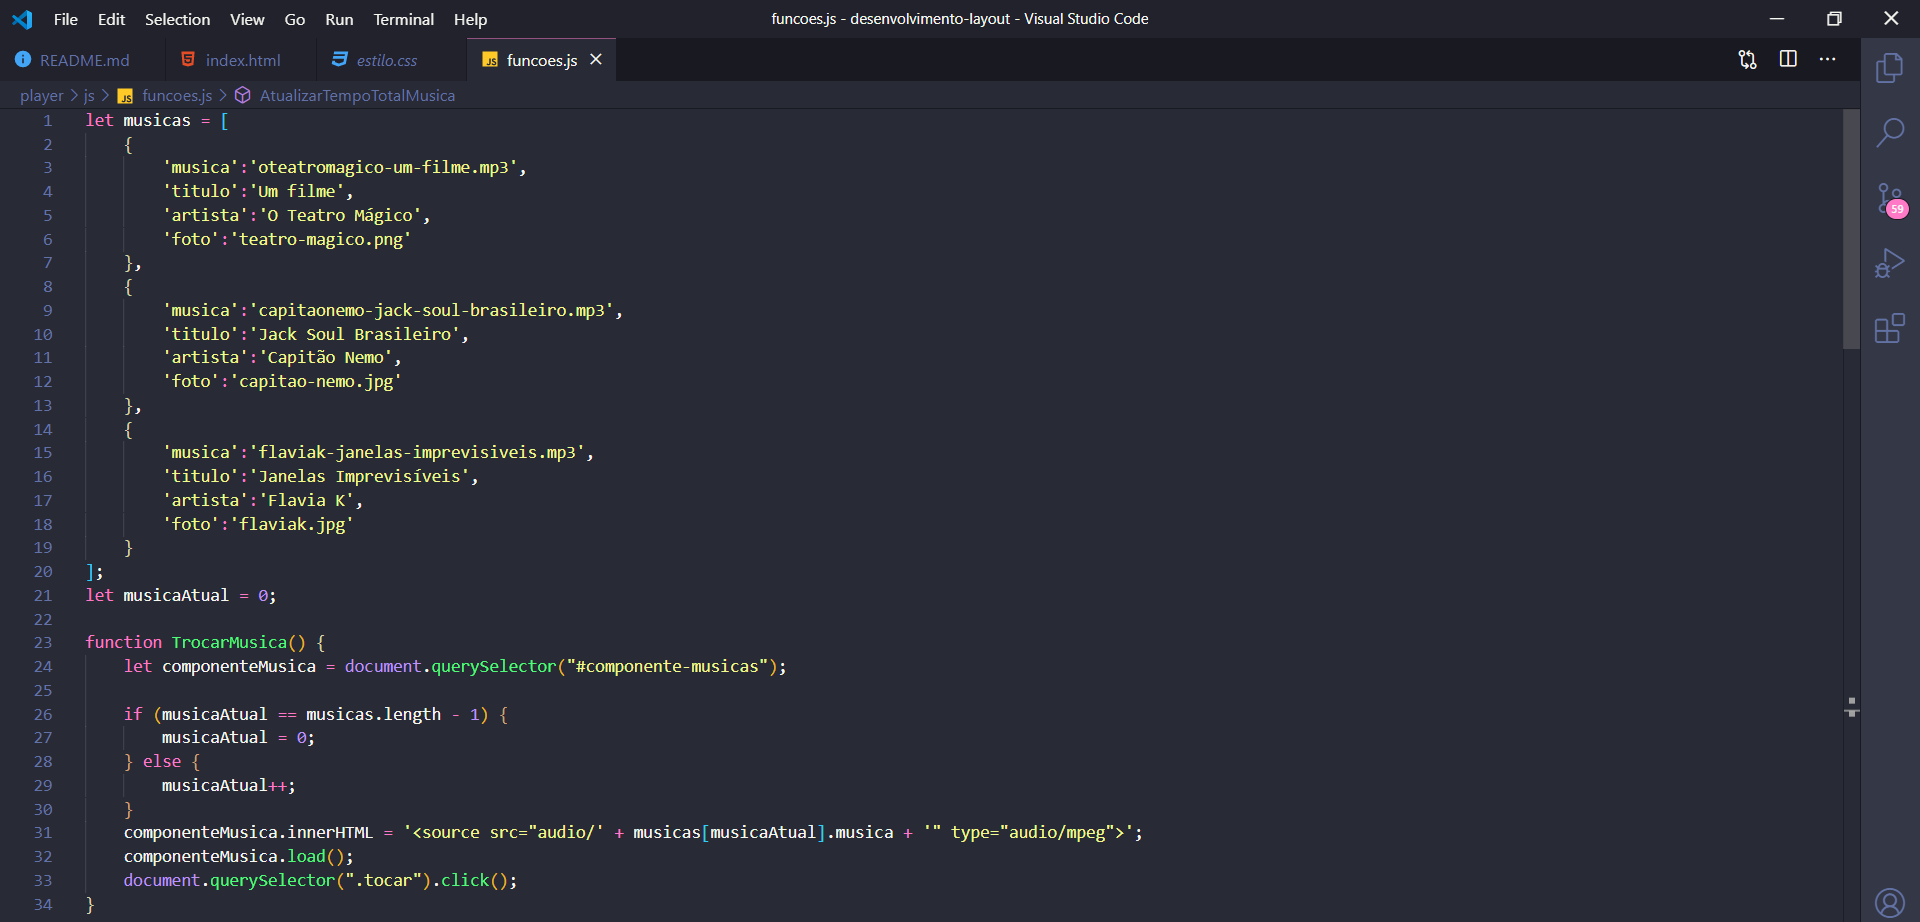 File Edit Selection View Go Run Terminal Help funcoes.js - desenvolvimento-layout - Visual Studio Code
README.md index.html estilo.css JS funcoes.js
player > js > JS funcoes.js > AtualizarTempoTotalMusica
1 let musicas = [
2 {
3 'musica':'oteatromagico-um-filme.mp3',
4 'titulo':'Um filme',
5 'artista':'O Teatro Mágico',
6 'foto':'teatro-magico.png'
7 },
8 {
9 'musica':'capitaonemo-jack-soul-brasileiro.mp3',
10 'titulo':'Jack Soul Brasileiro',
11 'artista':'Capitão Nemo',
12 'foto':'capitao-nemo.jpg'
13 },
14 {
15 'musica':'flaviak-janelas-imprevisiveis.mp3',
16 'titulo':'Janelas Imprevisíveis',
17 'artista':'Flavia K',
18 'foto':'flaviak.jpg'
19 }
20 ];
21 let musicaAtual = 0;
22
23 function TrocarMusica() {
24 let componenteMusica = document.querySelector("#componente-musicas");
25
26 if (musicaAtual == musicas.length - 1) {
27 musicaAtual = 0;
28 } else {
29 musicaAtual++;
30 }
31 componenteMusica.innerHTML = '<source src="audio/' + musicas[musicaAtual].musica + '" type="audio/mpeg">';
32 componenteMusica.load();
33 document.querySelector(".tocar").click();
34 }
59